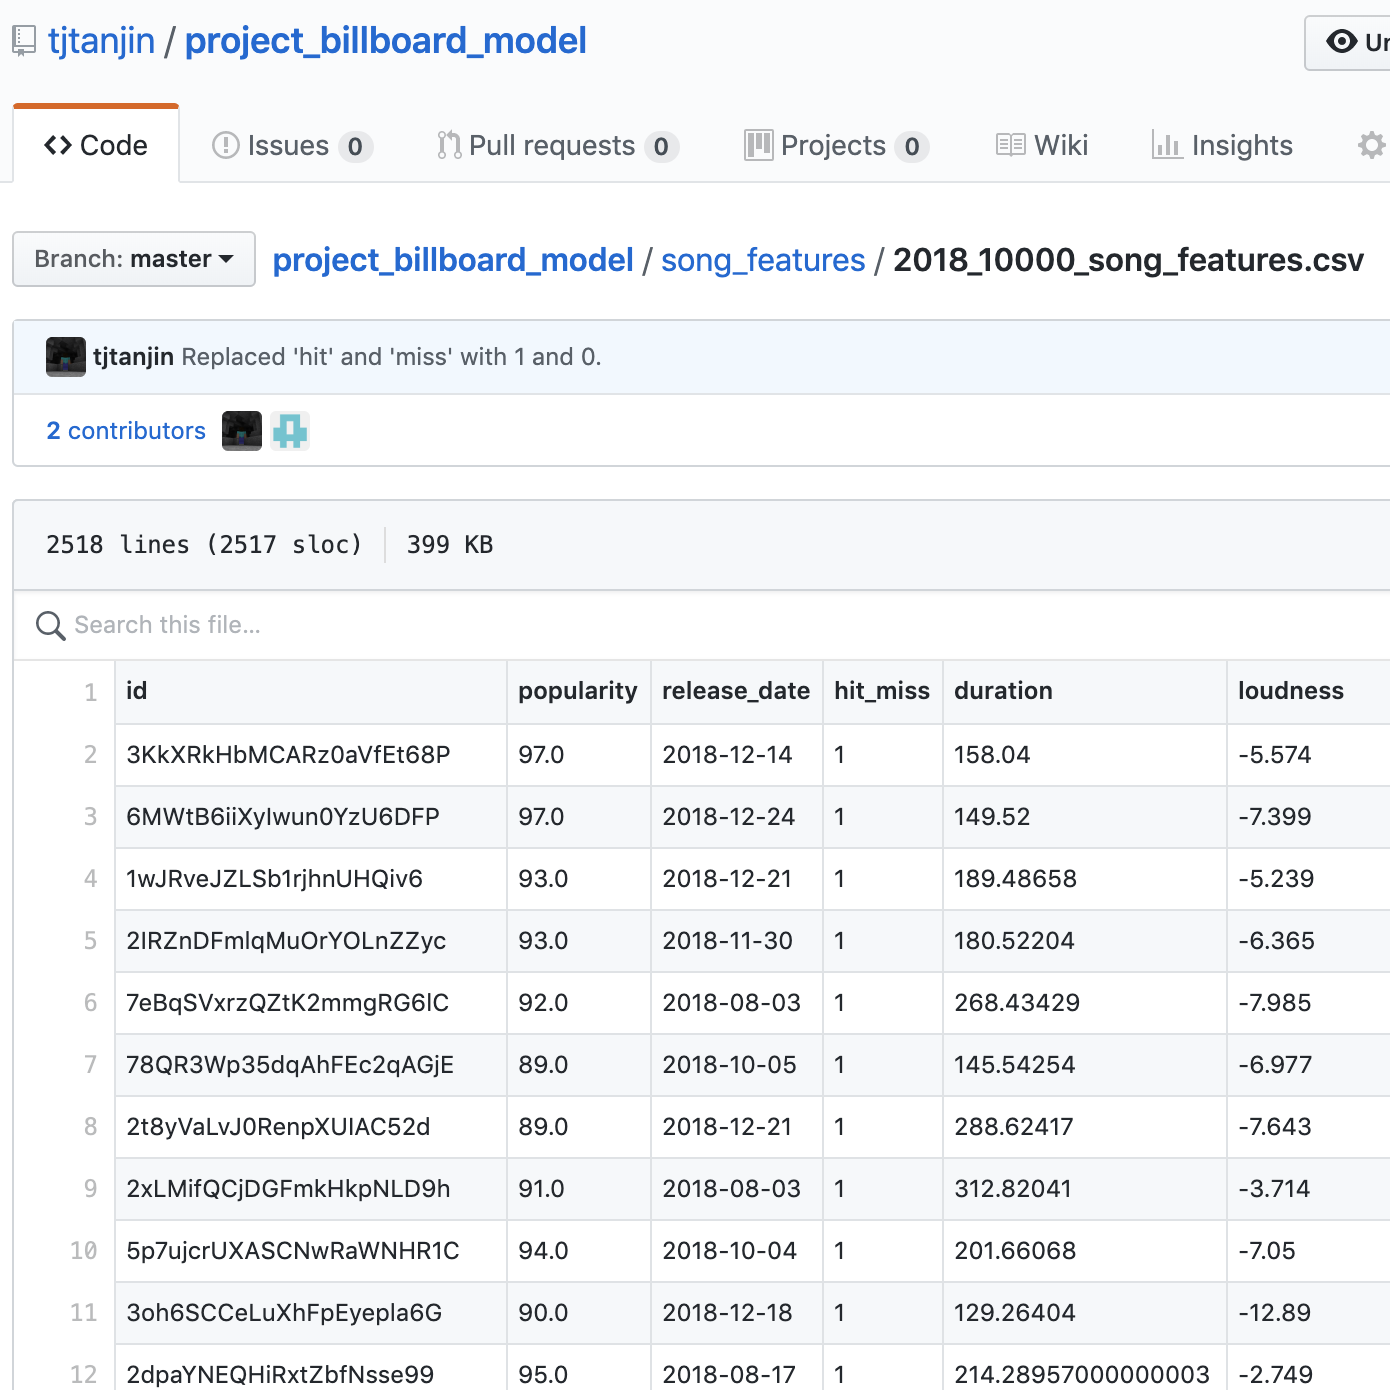 tjtanjin / project_billboard_model
Code Issues 0 Pull requests 0 Projects 0 Wiki Insights
Branch: master project_billboard_model / song_features / 2018_10000_song_features.csv
tjtanjin Replaced 'hit' and 'miss' with 1 and 0.
2 contributors
2518 lines (2517 sloc) 399 KB
Search this file...
1 id popularity release_date hit_miss duration loudness
2 3KkXRkHbMCARz0aVfEt68P 97.0 2018-12-14 1 158.04 -5.574
3 6MWtB6iiXyIwun0YzU6DFP 97.0 2018-12-24 1 149.52 -7.399
4 1wJRveJZLSb1rjhnUHQiv6 93.0 2018-12-21 1 189.48658 -5.239
5 2IRZnDFmlqMuOrYOLnZZyc 93.0 2018-11-30 1 180.52204 -6.365
6 7eBqSVxrzQZtK2mmgRG6lC 92.0 2018-08-03 1 268.43429 -7.985
7 78QR3Wp35dqAhFEc2qAGjE 89.0 2018-10-05 1 145.54254 -6.977
8 2t8yVaLvJ0RenpXUIAC52d 89.0 2018-12-21 1 288.62417 -7.643
9 2xLMifQCjDGFmkHkpNLD9h 91.0 2018-08-03 1 312.82041 -3.714
10 5p7ujcrUXASCNwRaWNHR1C 94.0 2018-10-04 1 201.66068 -7.05
11 3oh6SCCeLuXhFpEyepla6G 90.0 2018-12-18 1 129.26404 -12.89
12 2dpaYNEQHiRxtZbfNsse99 95.0 2018-08-17 1 214.28957000000003 -2.749